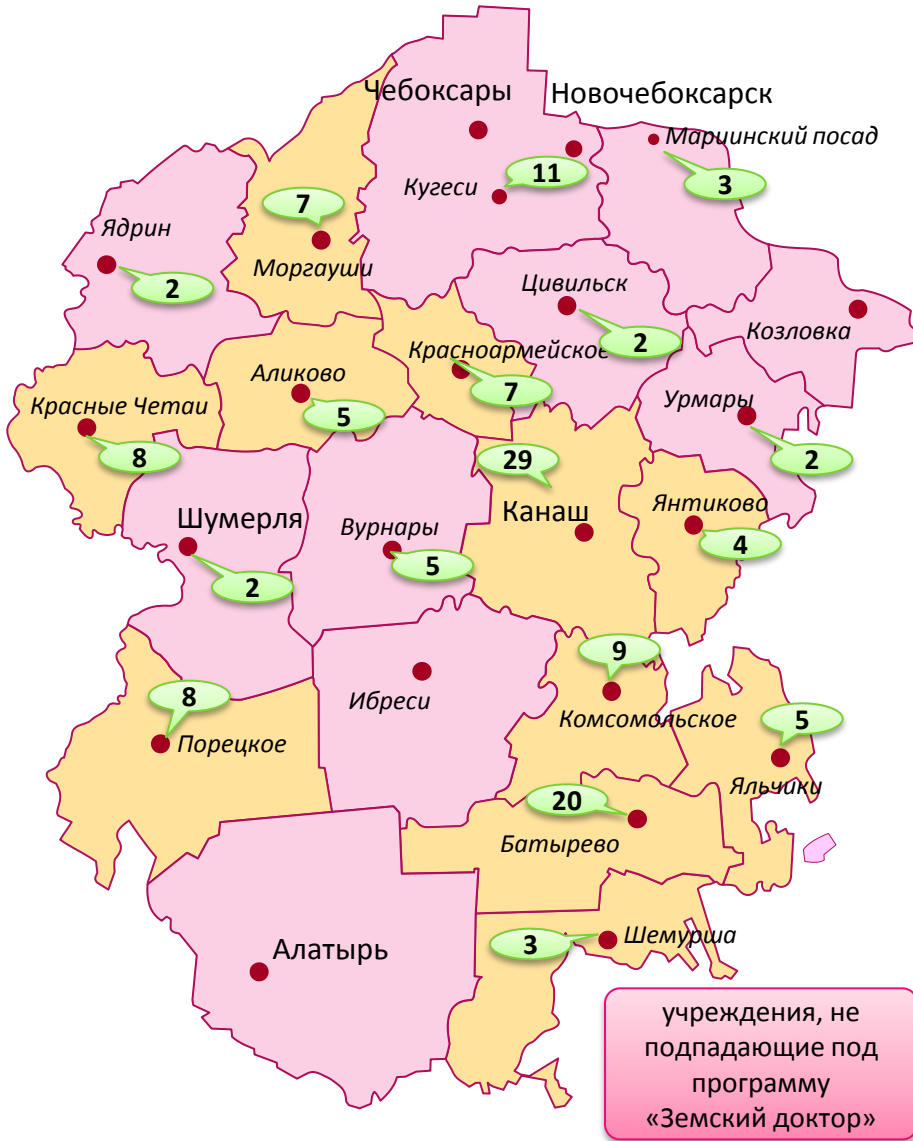 Чебоксары
Новочебоксарск
Мариинский посад
Кугеси
11
3
7
Ядрин
Моргауши
2
Цивильск
2
Козловка
Красноармейское
7
Аликово
5
Урмары
2
Красные Четаи
8
29
Канаш
Янтиково
4
Шумерля
2
Вурнары
5
9
Комсомольское
8
Порецкое
Ибреси
5
Яльчики
20
Батырево
3
Шемурша
Алатырь
учреждения, не
подпадающие под
программу
«Земский доктор»